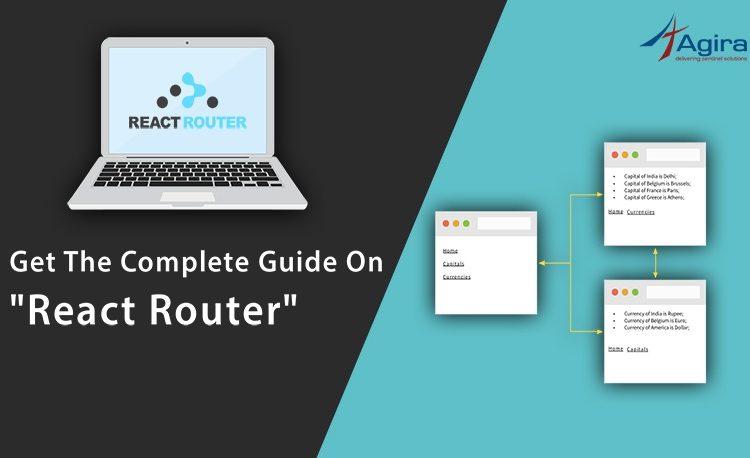 Agira
delivering sentinel solutions
REACT ROUTER
Get The Complete Guide On
"React Router"
Home
Capitals
Currencies
Capital of India is Delhi;
Capital of Belgium is Brussels;
Capital of France is Paris;
Capital of Greece is Athens;
Home Currencies
Currency of India is Rupee;
Currency of Belgium is Euro;
Currency of America is Dollar;
Home Capitals